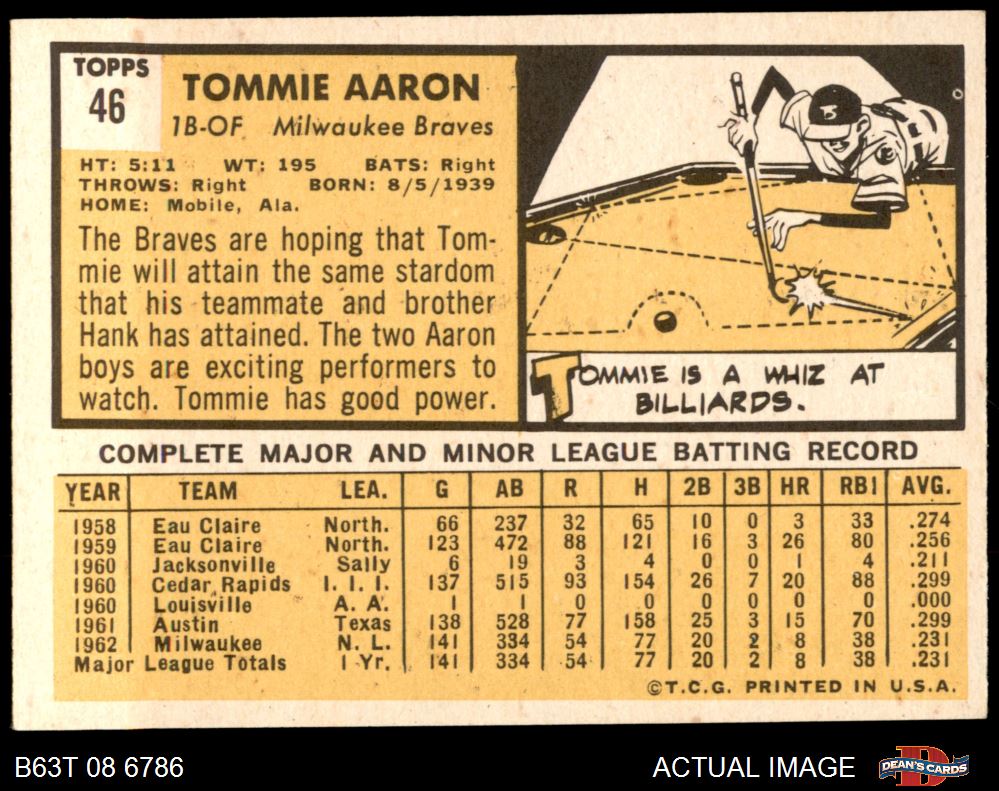 TOPPS
46
TOMMIE AARON
1B-OF Milwaukee Braves
HT: 5:11 WT: 195 BATS: Right
THROWS: Right BORN: 8/5/1939
HOME: Mobile, Ala.
The Braves are hoping that Tom-
mie will attain the same stardom
that his teammate and brother
Hank has attained. The two Aaron
boys are exciting performers to
watch. Tommie has good power.
B
TOMMIE IS A WHIZ AT
BILLIARDS.
COMPLETE MAJOR AND MINOR LEAGUE BATTING RECORD
YEAR TEAM LEA. G AB R H 2B 3B HR RBI AVG.
1958 Eau Claire North. 66 237 32 65 10 0 3 33 .274
1959 Eau Claire North. 123 472 88 121 16 3 26 80 .256
1960 Jacksonville Sally 6 19 3 4 0 0 1 4 .211
1960 Cedar Rapids I. I. I. 137 515 93 154 26 7 20 88 .299
1960 Louisville A. A. 1 1 0 0 0 0 0 0 .000
1961 Austin Texas 138 528 77 158 25 3 15 70 .299
1962 Milwaukee N. L. 141 334 54 77 20 2 8 38 .231
Major League Totals 1 Yr. 141 334 54 77 20 2 8 38 .231
©T.C.G. PRINTED IN U.S.A.
B63T 08 6786 ACTUAL IMAGE
D
DEAN'S CARDS